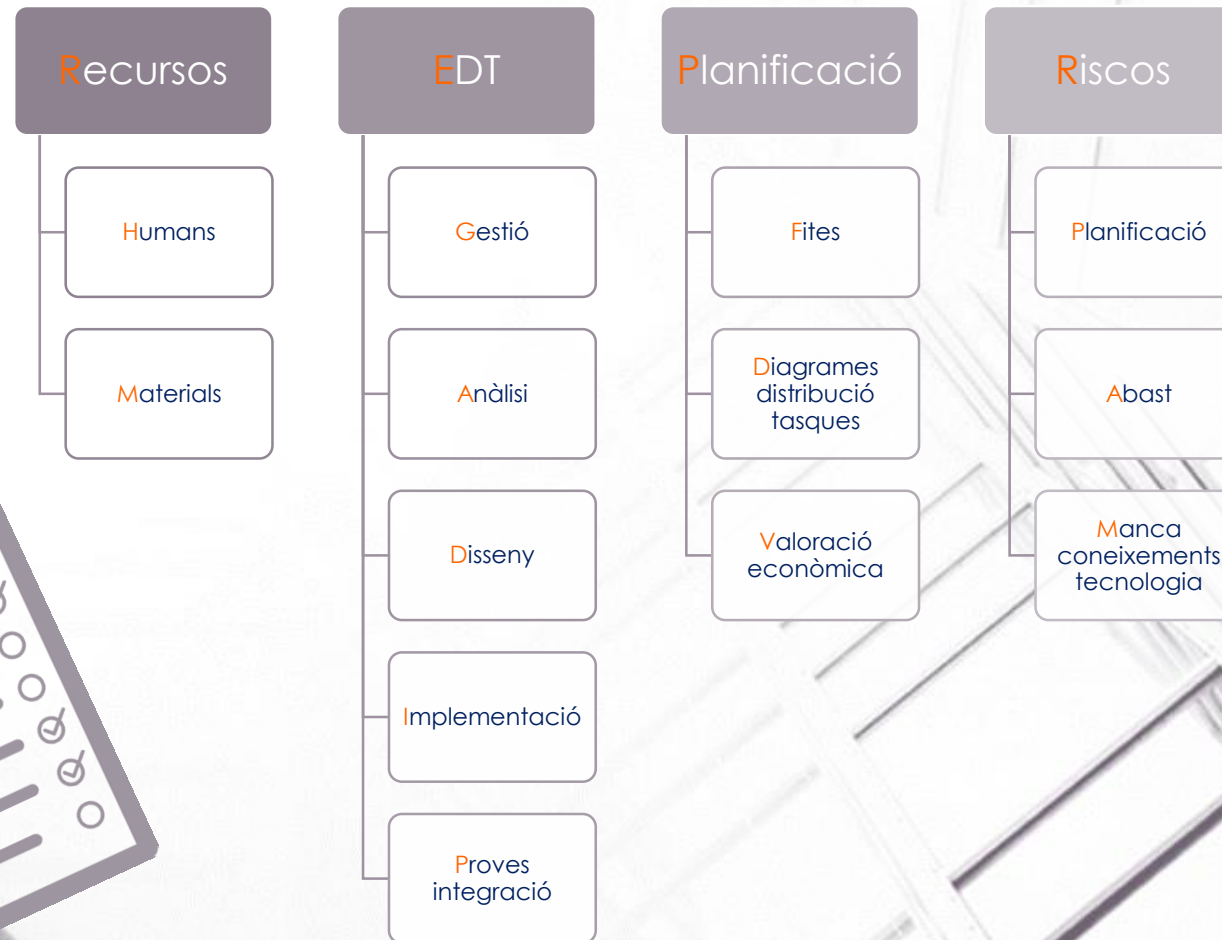 Recursos
Humans
Materials
EDT
Gestió
Anàlisi
Disseny
Implementació
Proves
integració
Planificació
Fites
Diagrames
distribució
tasques
Valoració
econòmica
Riscos
Planificació
Abast
Manca
coneixements
tecnologia